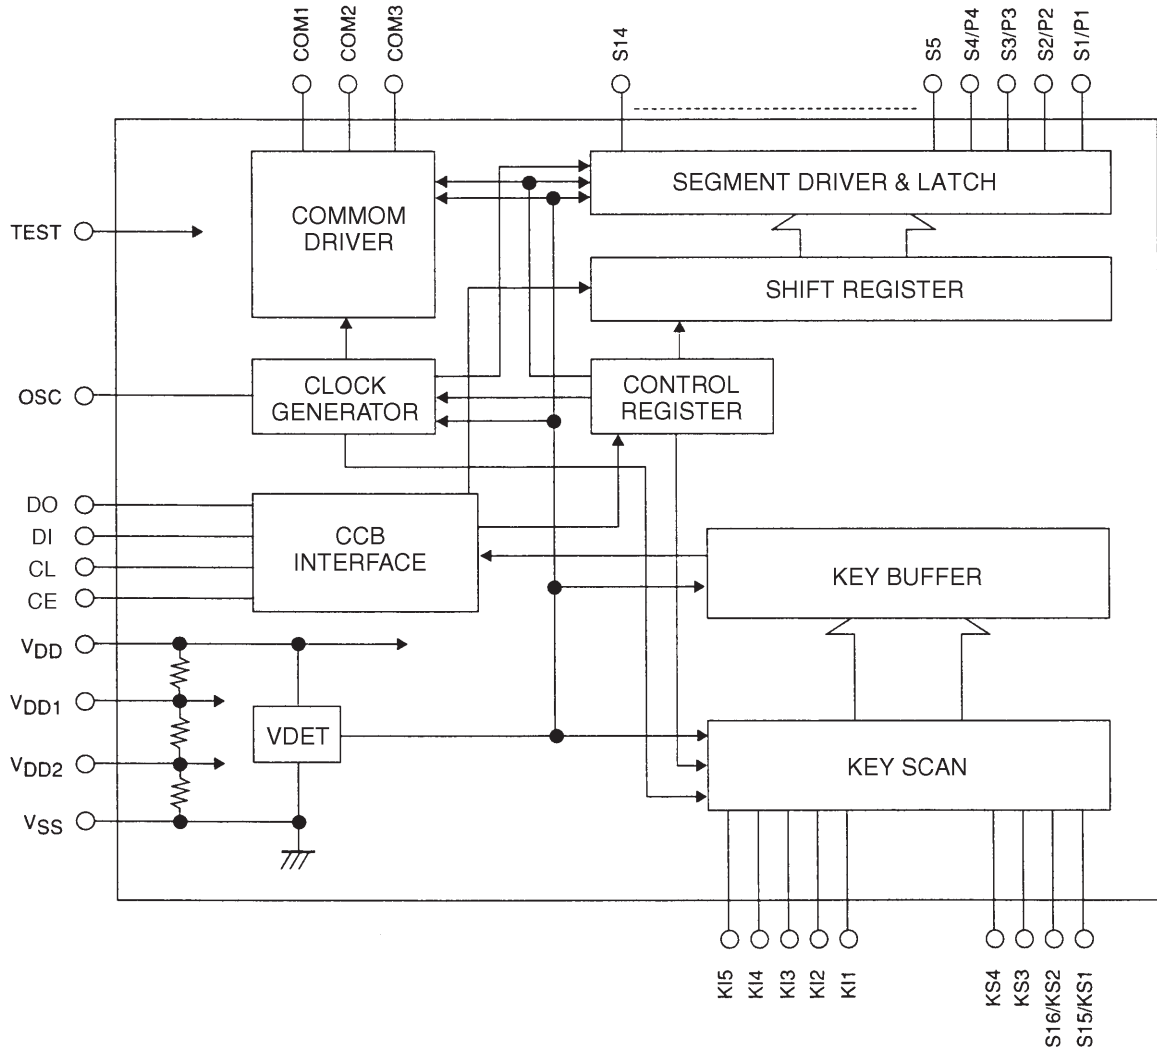 COM1
COM2
COM3
S14
S5
S4/P4
S3/P3
S2/P2
S1/P1
COMMOM
DRIVER
SEGMENT DRIVER & LATCH
TEST
SHIFT REGISTER
OSC
CLOCK
GENERATOR
CONTROL
REGISTER
DO
DI
CL
CE
CCB
INTERFACE
KEY BUFFER
VDD
VDD1
VDET
VDD2
KEY SCAN
VSS
KI5
KI4
KI3
KI2
KI1
KS4
KS3
S16/KS2
S15/KS1